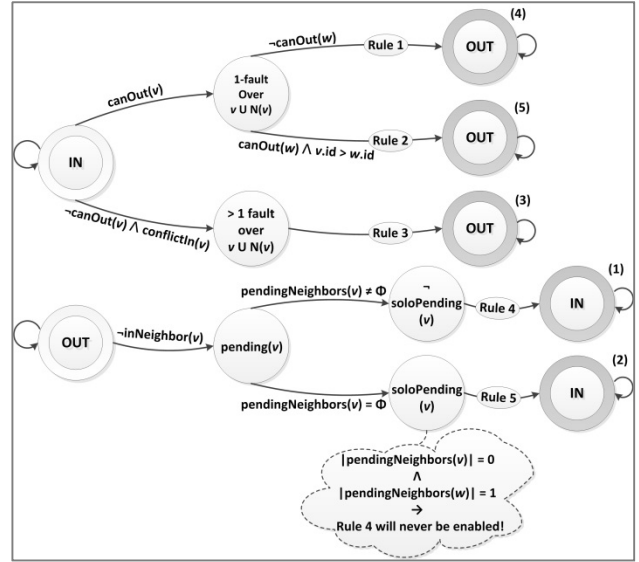 (4)
¬canOut(w)
Rule 1
OUT
canOut(v)
1-fault
Over
v U N(v)
(5)
IN
canOut(w) Λ v.id > w.id
Rule 2
OUT
¬canOut(v) Λ conflictIn(v)
> 1 fault
over
v U N(v)
Rule 3
(3)
OUT
(1)
pendingNeighbors(v) ≠ Φ
¬
soloPending
(v)
Rule 4
IN
OUT
¬inNeighbor(v)
pending(v)
(2)
pendingNeighbors(v) = Φ
soloPending
(v)
Rule 5
IN
|pendingNeighbors(v)| = 0
Λ
|pendingNeighbors(w)| = 1
→
Rule 4 will never be enabled!